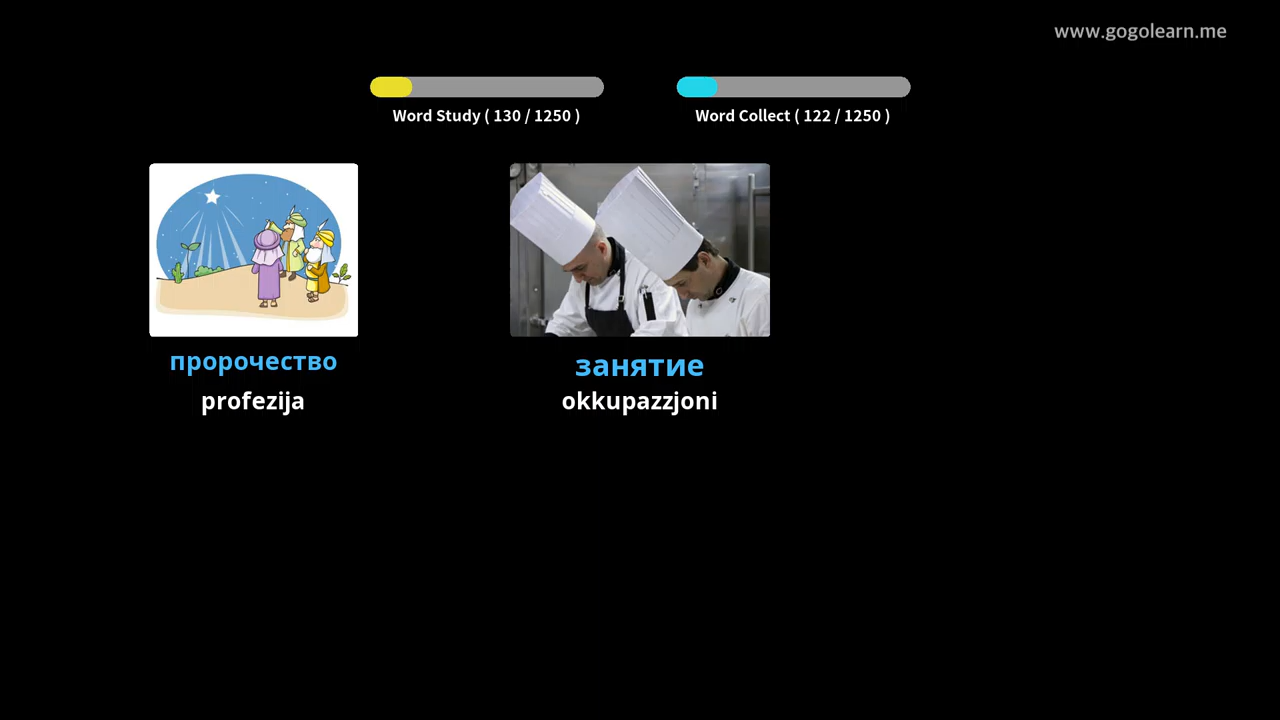 www.gogolearn.me
Word Study ( 130 / 1250 )
Word Collect ( 122 / 1250 )
пророчество
profezija
занятие
okkupazzjoni